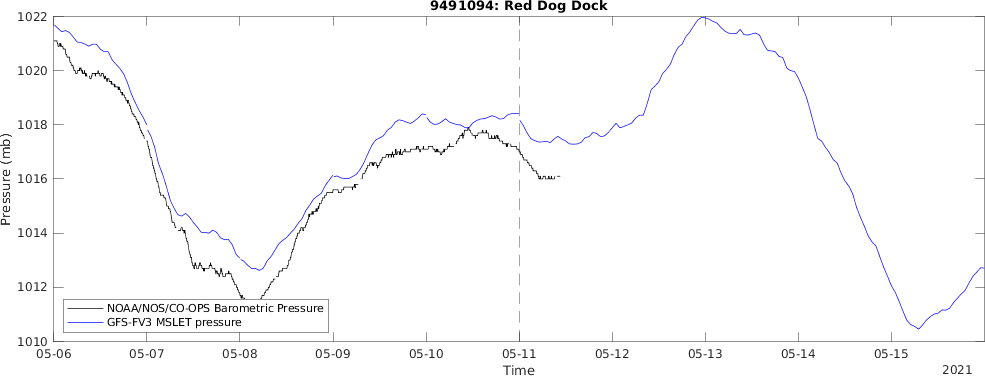 9491094: Red Dog Dock
Pressure (mb)
1022
1020
1018
1016
1014
1012
1010
NOAA/NOS/CO-OPS Barometric Pressure
GFS-FV3 MSLET pressure
05-06 05-07 05-08 05-09 05-10 05-11 05-12 05-13 05-14 05-15
Time
2021